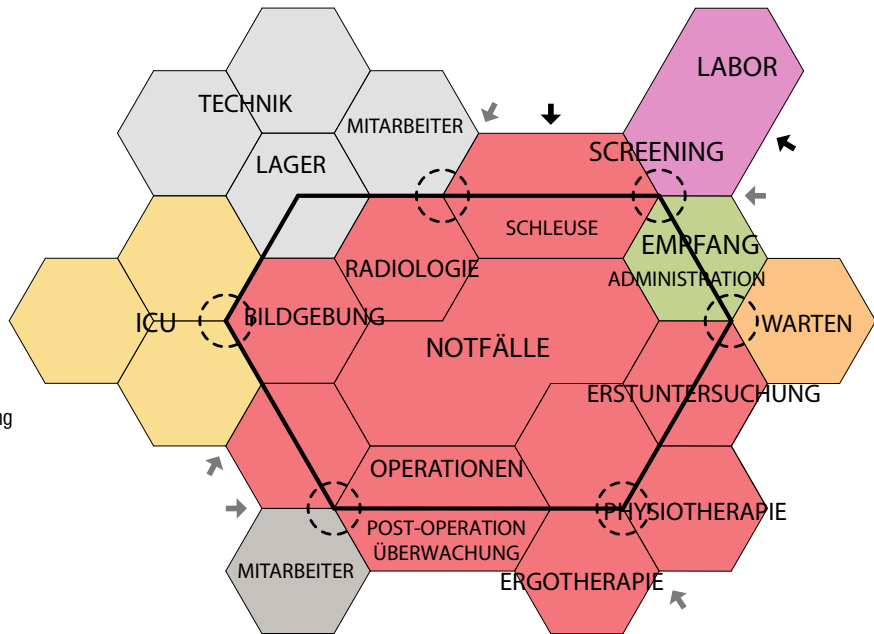 LABOR
TECHNIK
MITARBEITER
SCREENING
LAGER
SCHLEUSE
EMPFANG
RADIOLOGIE
ADMINISTRATION
ICU
BILDGEBUNG
WARTEN
NOTFÄLLE
ERSTUNTERSUCHUNG
ng
OPERATIONEN
PHYSIOTHERAPIE
POST-OPERATION
ÜBERWACHUNG
MITARBEITER
ERGOTHERAPIE